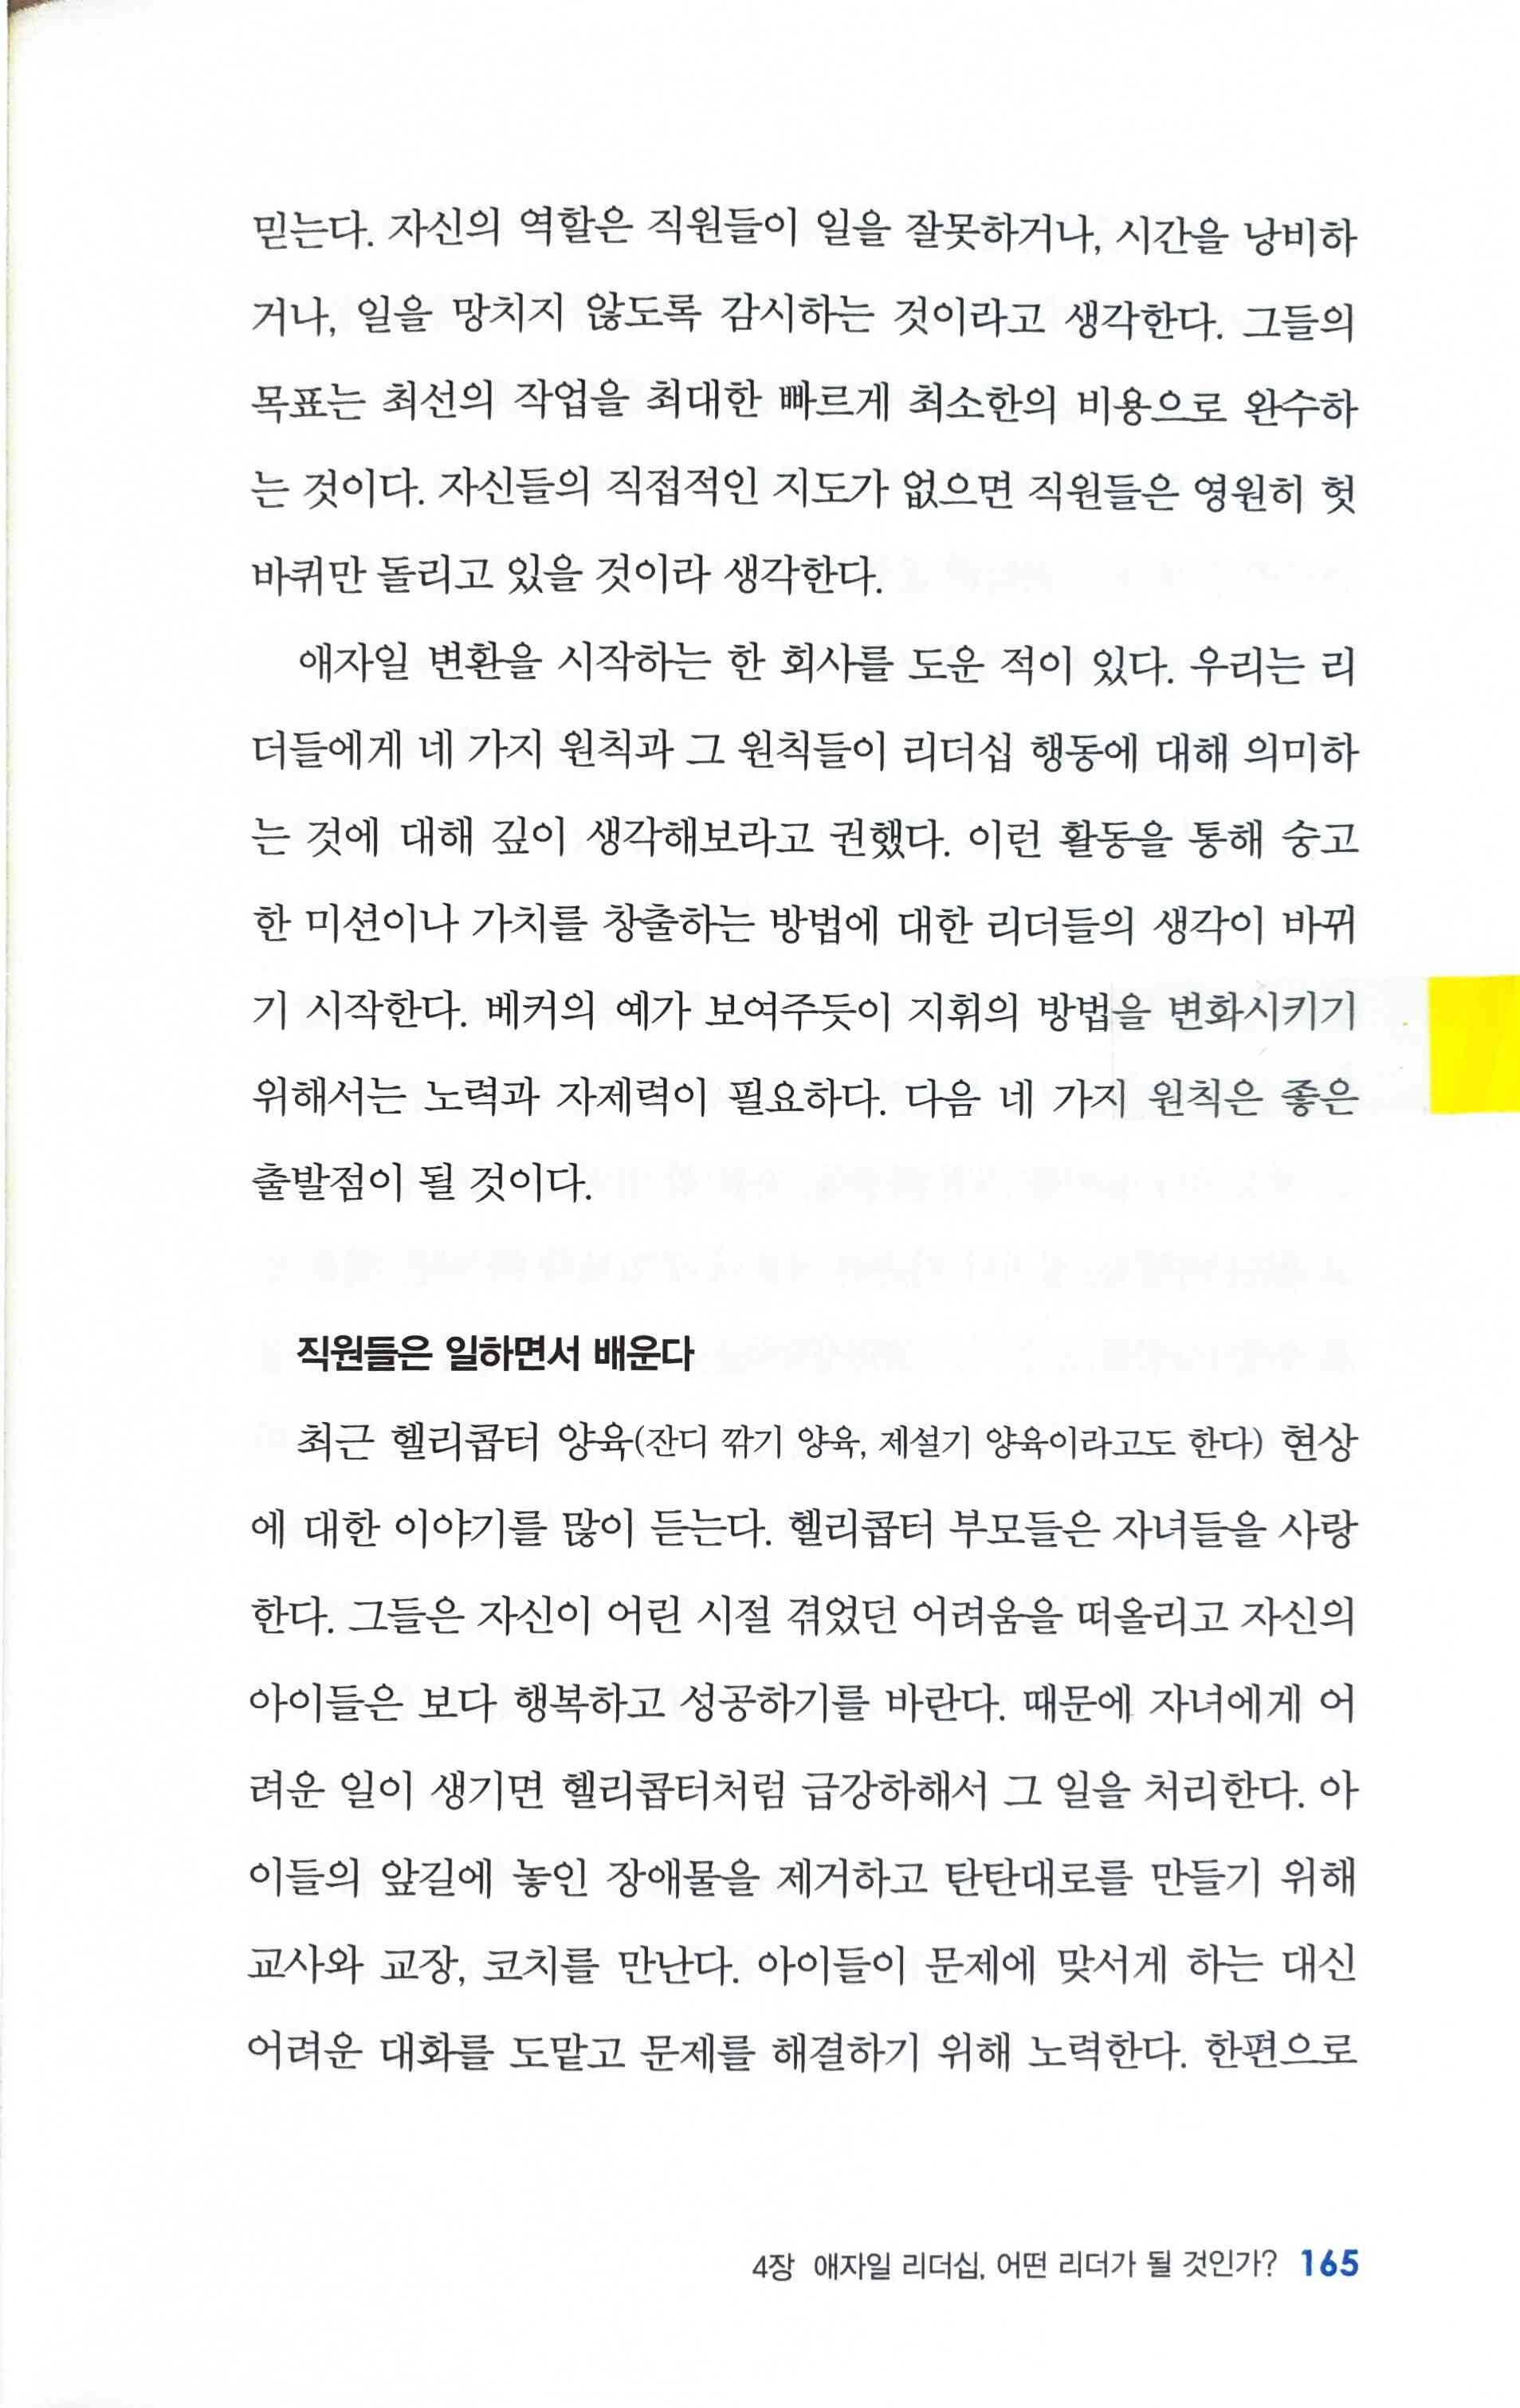 믿는다. 자신의 역할은 직원들이 일을 잘못하거나, 시간을 낭비하
거나, 일을 망치지 않도록 감시하는 것이라고 생각한다. 그들의
목표는 최선의 작업을 최대한 빠르게 최소한의 비용으로 완수하
는 것이다. 자신들의 직접적인 지도가 없으면 직원들은 영원히 헛
바퀴만 돌리고 있을 것이라 생각한다.
애자일 변환을 시작하는 한 회사를 도운 적이 있다. 우리는 리
더들에게 네 가지 원칙과 그 원칙들이 리더십 행동에 대해 의미하
는 것에 대해 깊이 생각해보라고 권했다. 이런 활동을 통해 숭고
한 미션이나 가치를 창출하는 방법에 대한 리더들의 생각이 바뀌
기 시작한다. 베커의 예가 보여주듯이 지휘의 방법을 변화시키기
위해서는 노력과 자제력이 필요하다. 다음 네 가지 원칙은 좋은
출발점이 될 것이다.
직원들은 일하면서 배운다
최근 헬리콥터 양육(잔디 깎기 양육, 제설기 양육이라고도 한다) 현상
에 대한 이야기를 많이 듣는다. 헬리콥터 부모들은 자녀들을 사랑
한다. 그들은 자신이 어린 시절 겪었던 어려움을 떠올리고 자신의
아이들은 보다 행복하고 성공하기를 바란다. 때문에 자녀에게 어
려운 일이 생기면 헬리콥터처럼 급강하해서 그 일을 처리한다. 아
이들의 앞길에 놓인 장애물을 제거하고 탄탄대로를 만들기 위해
교사와 교장, 코치를 만난다. 아이들이 문제에 맞서게 하는 대신
어려운 대화를 도맡고 문제를 해결하기 위해 노력한다. 한편으로
4장 애자일 리더십, 어떤 리더가 될 것인가? 165